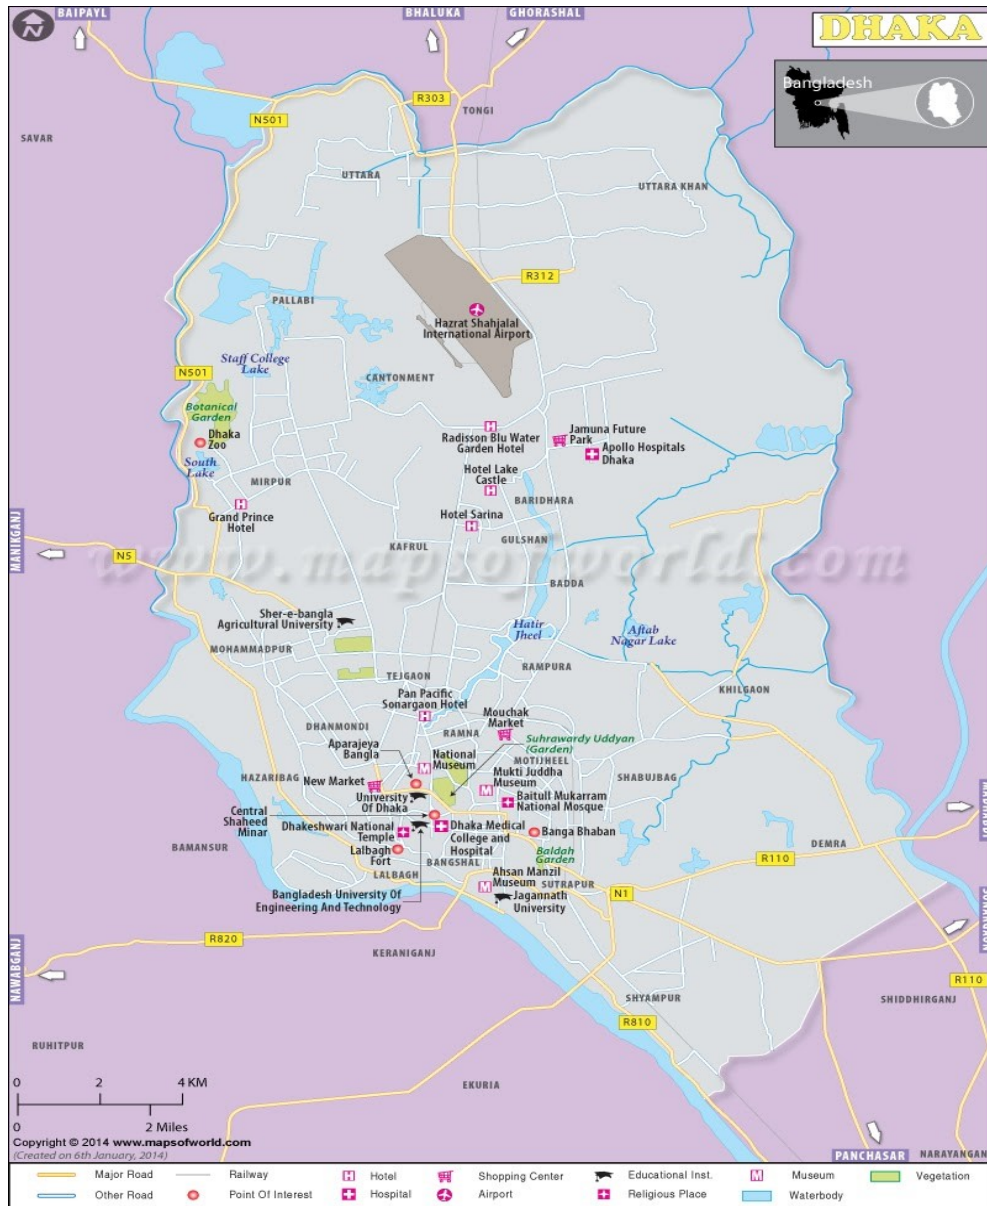 BAIPAYL
BHALUKA
GHORASHAL
N
DHAKA
Bangladesh
R303
N501
TONGI
SAVAR
UTTARA
UTTARA KHAN
R312
PALLABI
Hazrat Shahjalal
International Airport
Staff College
Lake
N501
CANTONMENT
Botanical
Garden
Dhaka
Zoo
Radisson Blu Water
Garden Hotel
Jamuna Future
Park
Apollo Hospitals
Dhaka
South
Lake
MIRPUR
Hotel Lake
Castle
BARIDHARA
Grand Prince
Hotel
Hotel Sarina
GULSHAN
MANIKGANJ
N5
KAFRUL
www.mapsofworld.com
BADDA
Sher-e-bangla
Agricultural University
Hatir
Jheel
Aftab
Nagar Lake
MOHAMMADPUR
RAMPURA
TEJGAON
KHILGAON
Pan Pacific
Sonargaon Hotel
Mouchak
Market
DHANMONDI
RAMNA
Suhrawardy Uddyan
(Garden)
Aparajeya
Bangla
National
Museum
MOTIJHEEL
HAZARIBAG
New Market
Mukti Juddha
Museum
SHABUJBAG
University
Of Dhaka
Baitull Mukarram
National Mosque
Central
Shaheed
Minar
Dhakeshwari National
Temple
Dhaka Medical
College and
Hospital
Banga Bhaban
BAMANSUR
Lalbagh
Fort
BANGSHAL
Baldah
Garden
DEMRA
R110
LALBAGH
Ahsan Manzil
Museum
SUTRAPUR
N1
Bangladesh University Of
Engineering And Technology
Jagannath
University
R820
KERANIGANJ
NAWABGANJ
R110
SHYAMPUR
SHIDDHIRGANJ
R810
RUHITPUR
EKURIA
0 2 4 KM
0 2 Miles
Copyright © 2014 www.mapsofworld.com
(Created on 6th January, 2014)
PANCHASAR
NARAYANGAN
Major Road
Railway
Hotel
Shopping Center
Educational Inst.
Museum
Vegetation
Other Road
Point Of Interest
Hospital
Airport
Religious Place
Waterbody